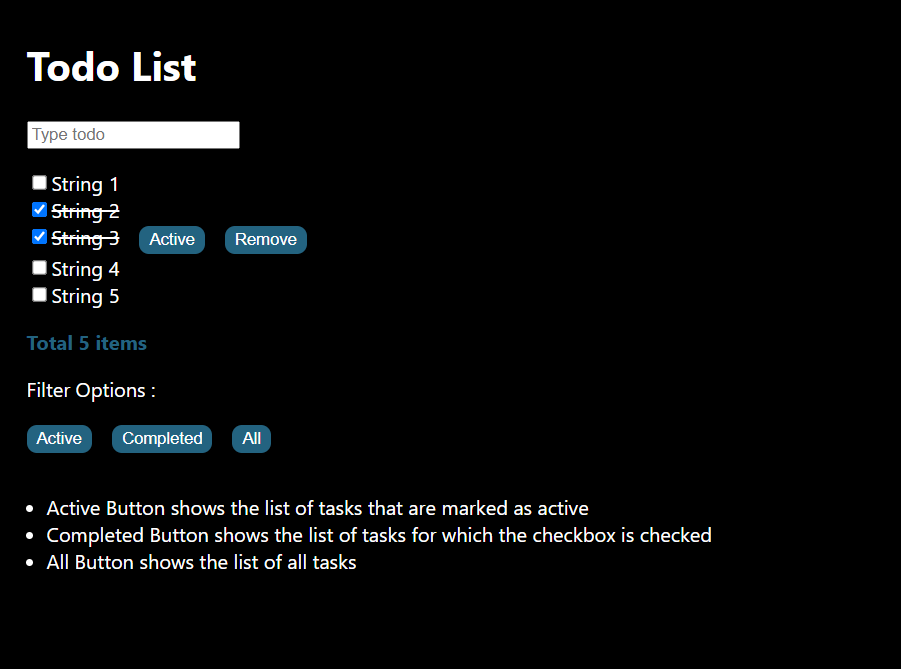 Todo List
Type todo
String 1
String 2
String 3 Active Remove
String 4
String 5
Total 5 items
Filter Options :
Active Completed All
Active Button shows the list of tasks that are marked as active
Completed Button shows the list of tasks for which the checkbox is checked
All Button shows the list of all tasks